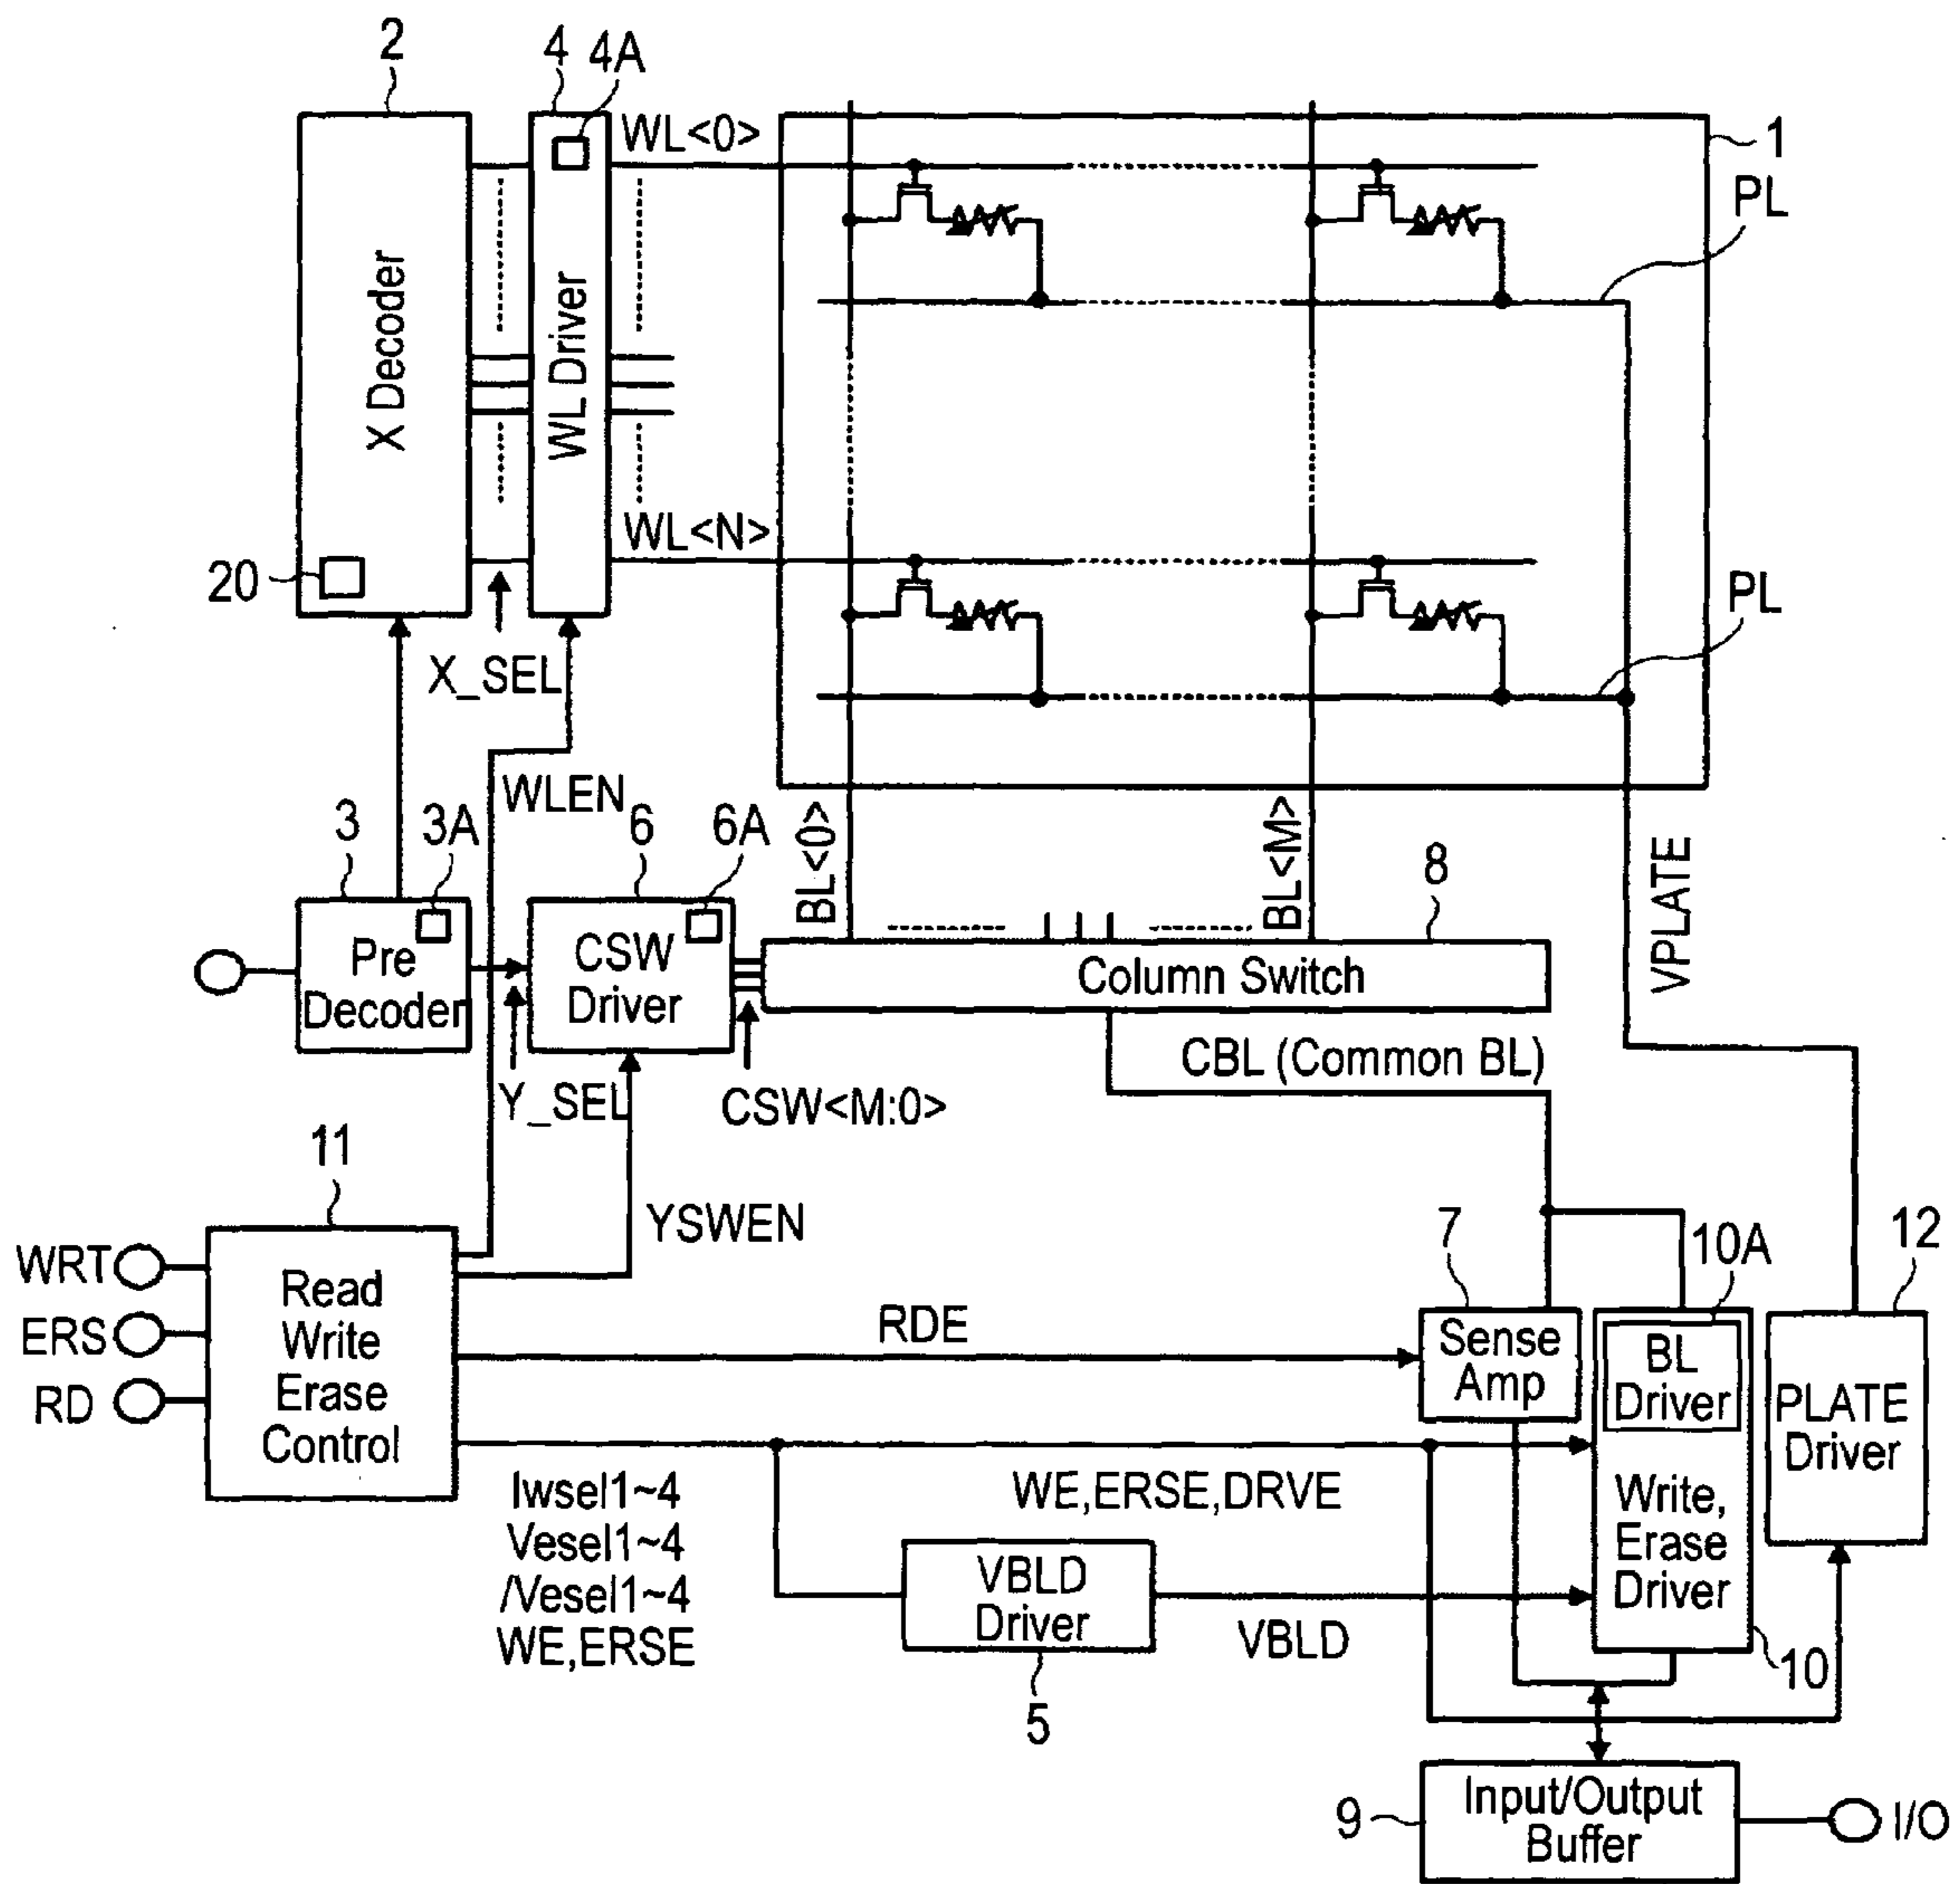 2
4
4A
WL<0>
1
PL
X Decoder
WL Driver
WL<N>
20
X_SEL
PL
WLEN
3
3A
6
6A
BL<0>
BL<M>
8
VPLATE
Pre
Decoder
CSW
Driver
Column Switch
CBL (Common BL)
Y_SEL
CSW<M:0>
11
YSWEN
7
10A
12
WRT
ERS
RD
Read
Write
Erase
Control
RDE
Sense
Amp
BL
Driver
PLATE
Driver
Iwsel1~4
Vesel1~4
/Vesel1~4
WE,ERSE
WE,ERSE,DRVE
Write,
Erase
Driver
VBLD
Driver
VBLD
10
5
9
Input/Output
Buffer
I/O